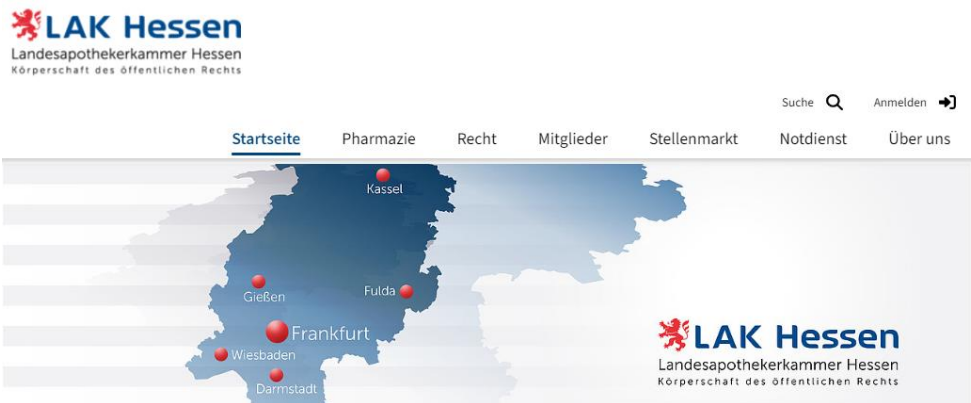 LAK Hessen
Landesapothekerkammer Hessen
Körperschaft des öffentlichen Rechts
Suche Anmelden
Startseite Pharmazie Recht Mitglieder Stellenmarkt Notdienst Über uns
Kassel
Gießen
Fulda
Frankfurt
Wiesbaden
Darmstadt
LAK Hessen
Landesapothekerkammer Hessen
Körperschaft des öffentlichen Rechts